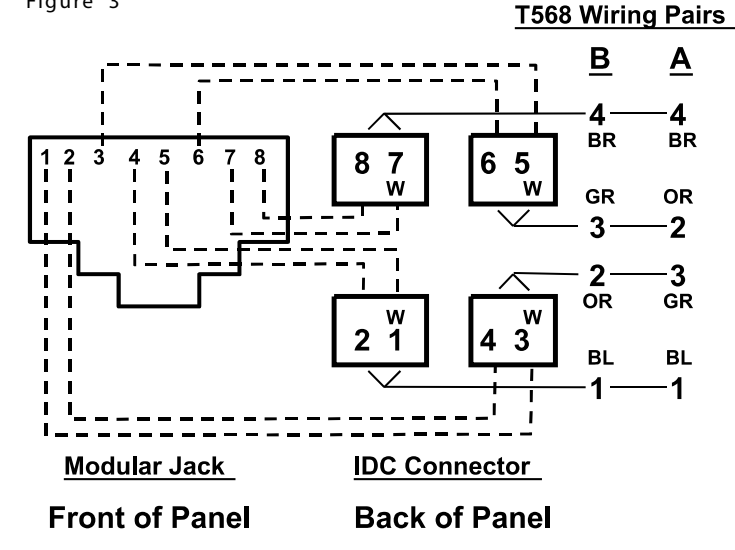 Figure 3
T568 Wiring Pairs
B A
4 4
BR BR
1 2 3 4 5 6 7 8
8 7
W
6 5
W
GR OR
3 2
2 3
OR GR
W
2 1
W
4 3
BL BL
1 1
Modular Jack IDC Connector
Front of Panel Back of Panel